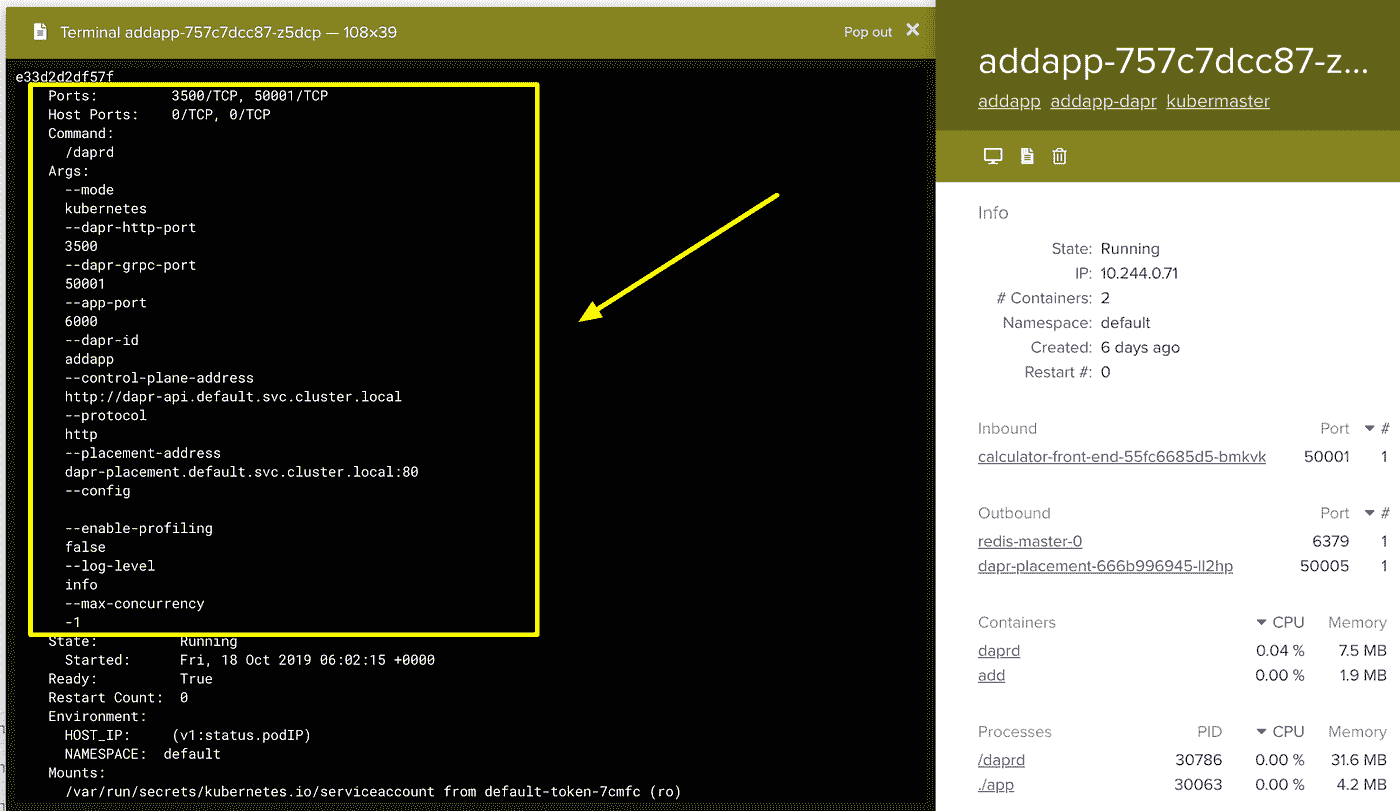 Terminal addapp-757c7dcc87-z5dcp — 108×39
Pop out
e33d2d2df57f
Ports: 3500/TCP, 50001/TCP
Host Ports: 0/TCP, 0/TCP
Command:
/daprd
Args:
--mode
kubernetes
--dapr-http-port
3500
--dapr-grpc-port
50001
--app-port
6000
--dapr-id
addapp
--control-plane-address
http://dapr-api.default.svc.cluster.local
--protocol
http
--placement-address
dapr-placement.default.svc.cluster.local:80
--config
--enable-profiling
false
--log-level
info
--max-concurrency
-1
State: Running
Started: Fri, 18 Oct 2019 06:02:15 +0000
Ready: True
Restart Count: 0
Environment:
HOST_IP: (v1:status.podIP)
NAMESPACE: default
Mounts:
/var/run/secrets/kubernetes.io/serviceaccount from default-token-7cmfc (ro)
addapp-757c7dcc87-z...
addapp addapp-dapr kubermaster
Info
State: Running
IP: 10.244.0.71
# Containers: 2
Namespace: default
Created: 6 days ago
Restart #: 0
Inbound Port #
calculator-front-end-55fc6685d5-bmkvk 50001 1
Outbound Port #
redis-master-0 6379 1
dapr-placement-666b996945-ll2hp 50005 1
Containers CPU Memory
daprd 0.04 % 7.5 MB
add 0.00 % 1.9 MB
Processes PID CPU Memory
/daprd 30786 0.00 % 31.6 MB
./app 30063 0.00 % 4.2 MB